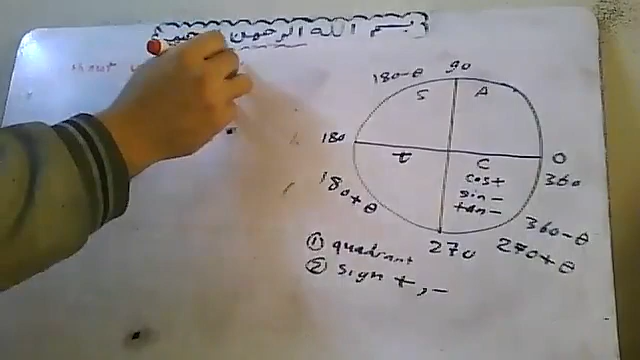 بسم الله الرحمن الرحيم
90
180-θ
S A
180
t C
0
360
cos+
sin-
tan-
180+θ
360-θ
270
270+θ
① quadrant
② sign +,-